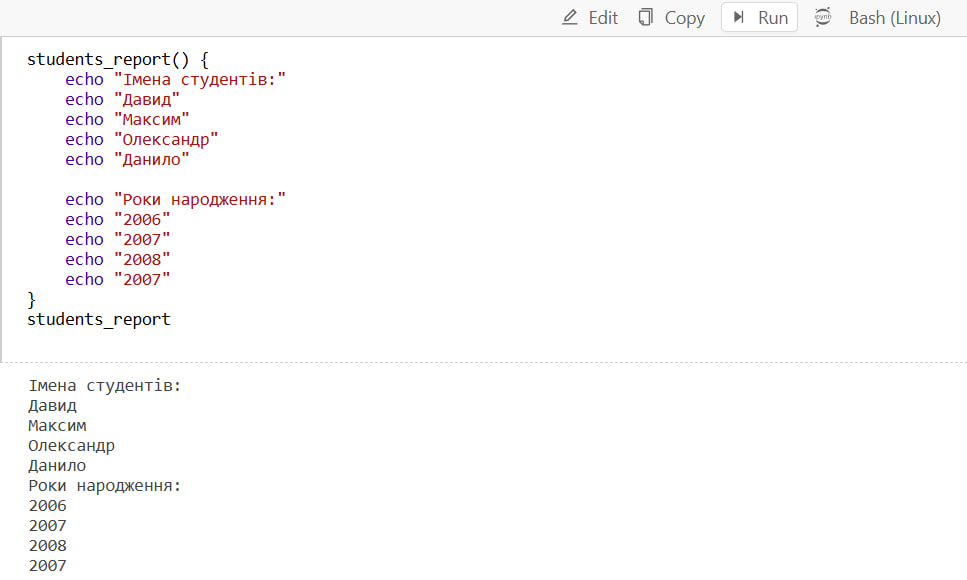 Edit Copy Run Bash (Linux)
students_report() {
    echo "Імена студентів:"
    echo "Давид"
    echo "Максим"
    echo "Олександр"
    echo "Данило"
    echo "Роки народження:"
    echo "2006"
    echo "2007"
    echo "2008"
    echo "2007"
}
students_report
Імена студентів:
Давид
Максим
Олександр
Данило
Роки народження:
2006
2007
2008
2007